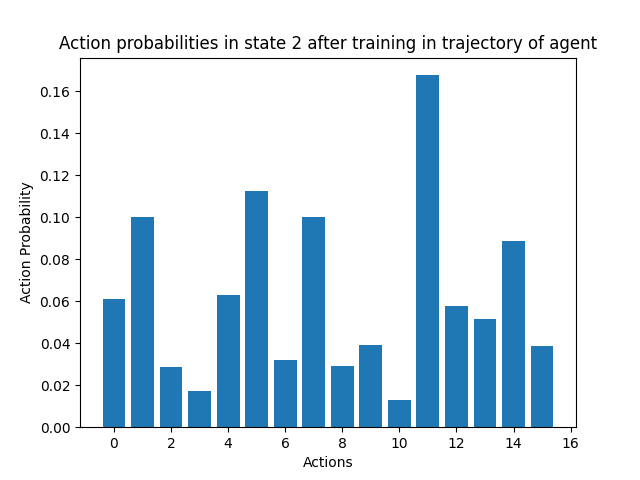 Action probabilities in state 2 after training in trajectory of agent
0.16
0.14
0.12
0.10
0.08
0.06
0.04
0.02
0.00
Action Probability
0 2 4 6 8 10 12 14 16
Actions